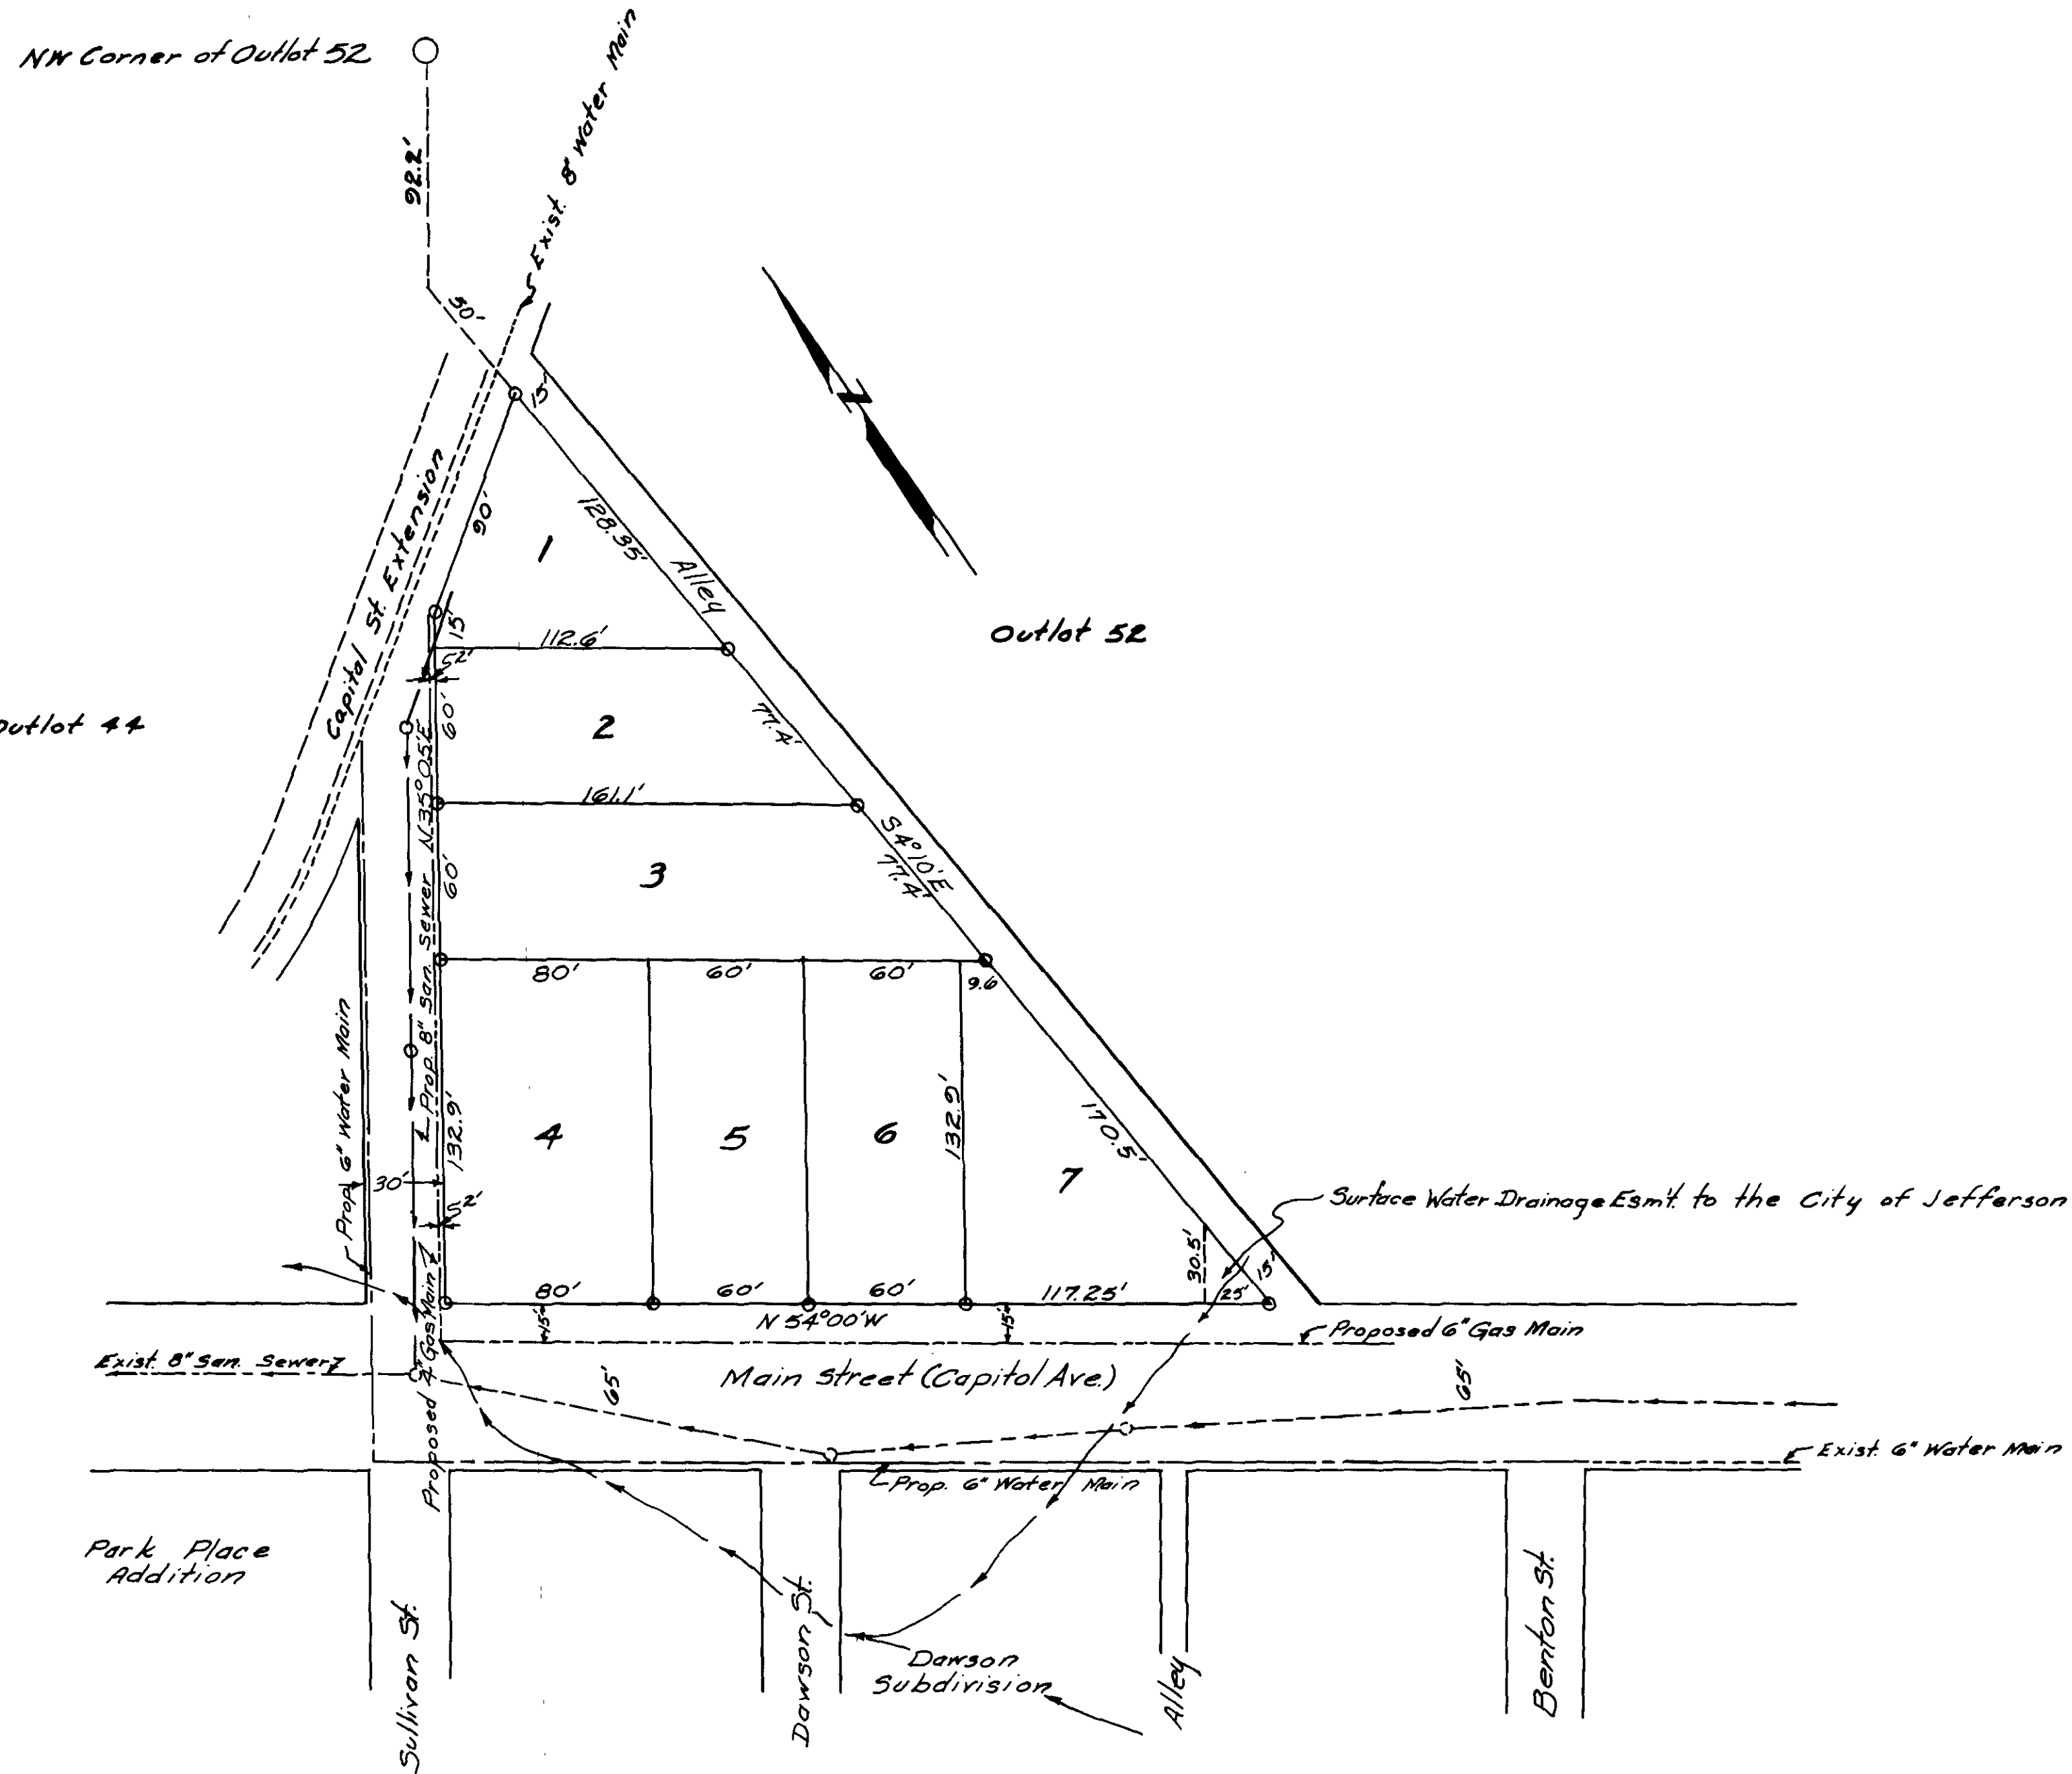 NW Corner of Outlot 52
Exist. 8" Water Main
92.2'
50'
15'
Capital St. Extension
90'
1
128.35'
Alley
Outlot 52
15'
112.6'
2'
Outlot 44
60'
2
77.4'
N 35° 05' E
161.1'
S 4° 10' E
60'
3
77.4'
80'
60'
60'
9.6
Prop. 6" Water Main
Prop. 8" San. Sewer
132.9'
4
5
6
132.9'
170.5'
7
30'
2'
Surface Water Drainage Esm't. to the City of Jefferson
30.5'
15'
80'
60'
60'
117.25'
25'
N 54° 00' W
15'
15'
Proposed 6" Gas Main
Exist. 8" San. Sewer
Proposed 4" Gas Main
65'
Main Street (Capitol Ave.)
65'
Exist. 6" Water Main
Prop. 6" Water Main
Park Place
Addition
Sullivan St.
Dawson St.
Dawson
Subdivision
Alley
Benton St.